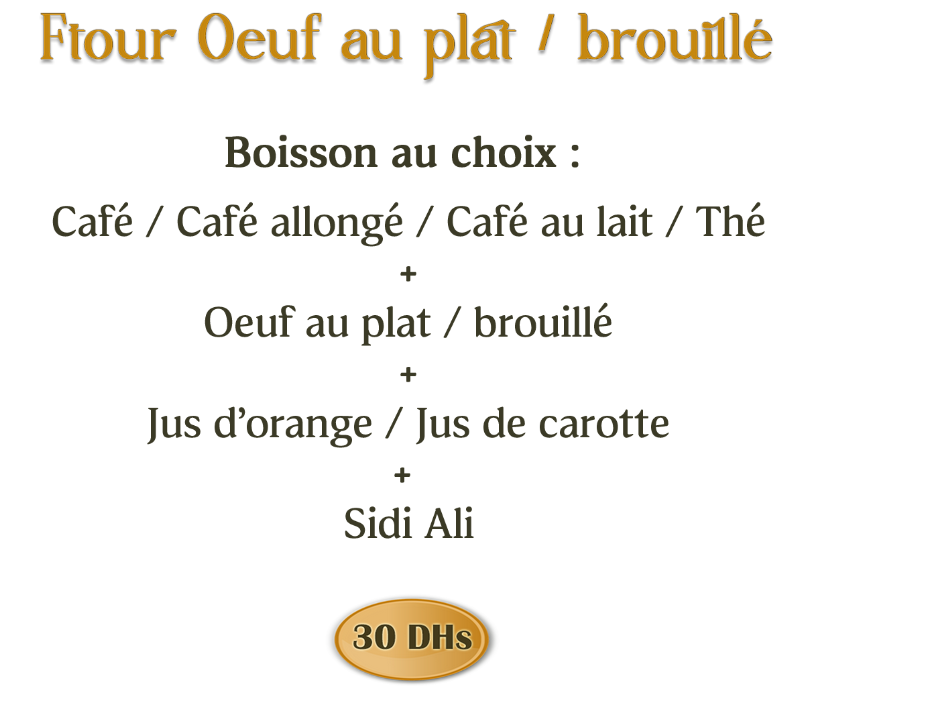 Ftour Oeuf au plat / brouillé
Boisson au choix :
Café / Café allongé / Café au lait / Thé
+
Oeuf au plat / brouillé
+
Jus d’orange / Jus de carotte
+
Sidi Ali
30 DHs